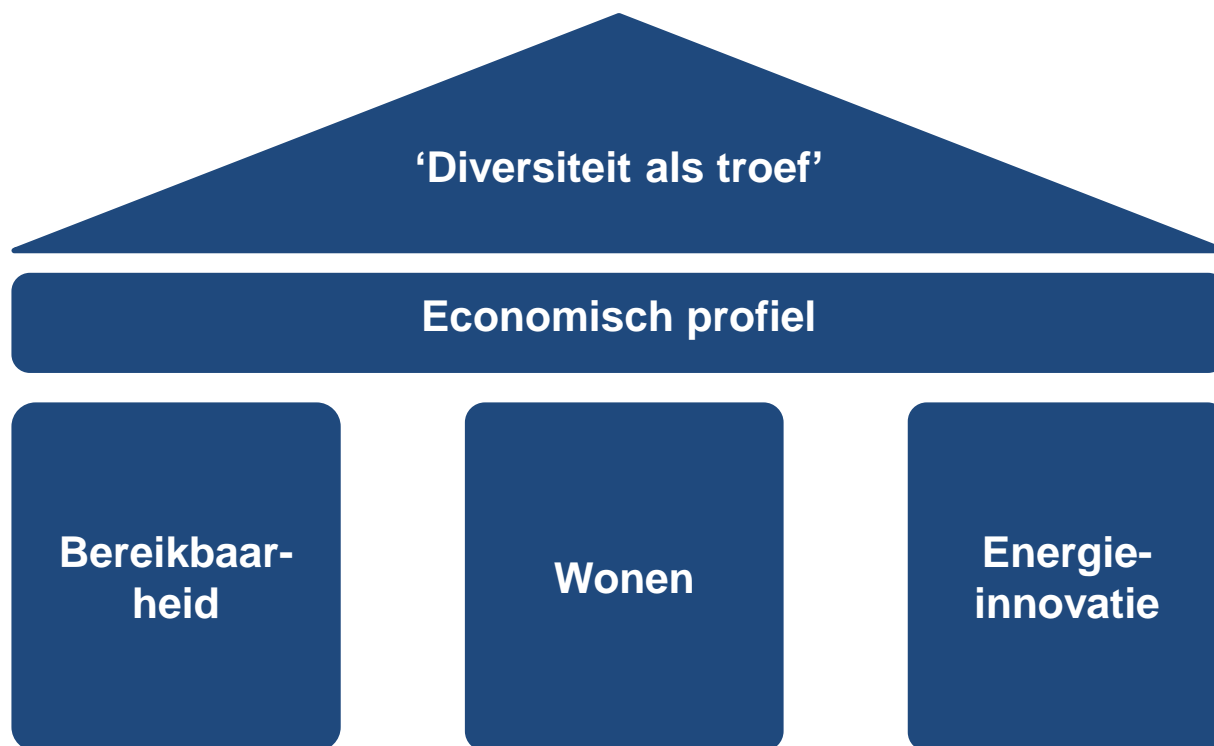 ‘Diversiteit als troef’
Economisch profiel
Bereikbaar-
heid
Wonen
Energie-
innovatie